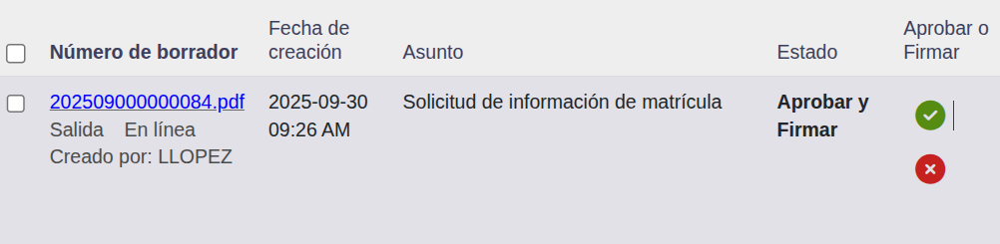 Número de borrador
Fecha de
creación
Asunto
Estado
Aprobar o
Firmar
202509000000084.pdf
Salida En línea
Creado por: LLOPEZ
2025-09-30
09:26 AM
Solicitud de información de matrícula
Aprobar y
Firmar